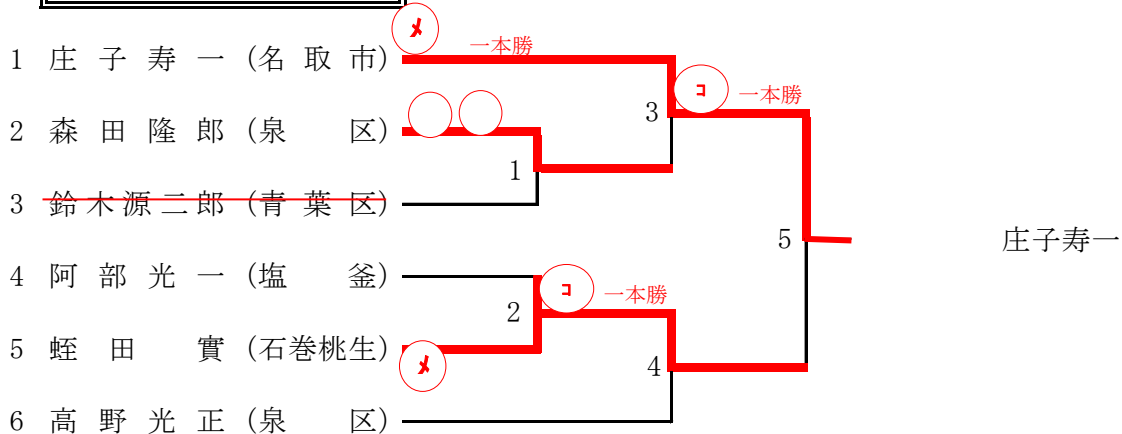 メ
1 庄子寿一 (名取市) 一本勝
コ 一本勝
3
2 森田隆郎 (泉区)
1
3 鈴木源二郎 (青葉区)
5 庄子寿一
4 阿部光一 (塩釜)
コ 一本勝
2
5 蛭田實 (石巻桃生)
メ
4
6 高野光正 (泉区)